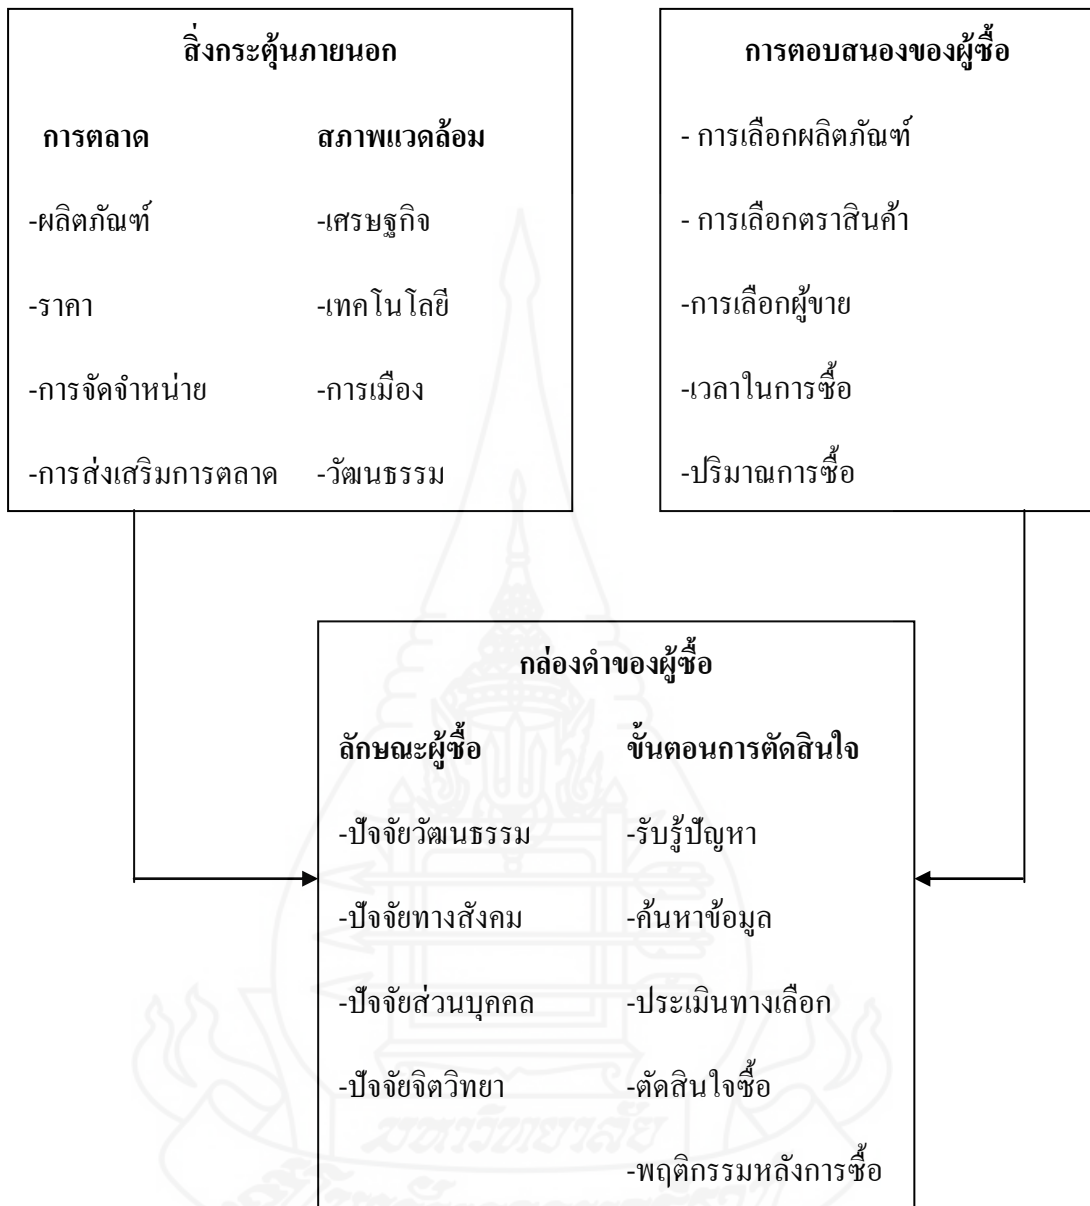 สิ่งกระตุ้นภายนอก
การตลาด สภาพแวดล้อม
-ผลิตภัณฑ์ -เศรษฐกิจ
-ราคา -เทคโนโลยี
-การจัดจำหน่าย -การเมือง
-การส่งเสริมการตลาด -วัฒนธรรม
การตอบสนองของผู้ซื้อ
- การเลือกผลิตภัณฑ์
- การเลือกตราสินค้า
-การเลือกผู้ขาย
-เวลาในการซื้อ
-ปริมาณการซื้อ
กล่องดำของผู้ซื้อ
ลักษณะผู้ซื้อ ขั้นตอนการตัดสินใจ
-ปัจจัยวัฒนธรรม -รับรู้ปัญหา
-ปัจจัยทางสังคม -ค้นหาข้อมูล
-ปัจจัยส่วนบุคคล -ประเมินทางเลือก
-ปัจจัยจิตวิทยา -ตัดสินใจซื้อ
-พฤติกรรมหลังการซื้อ
มหาวิทยาลัย